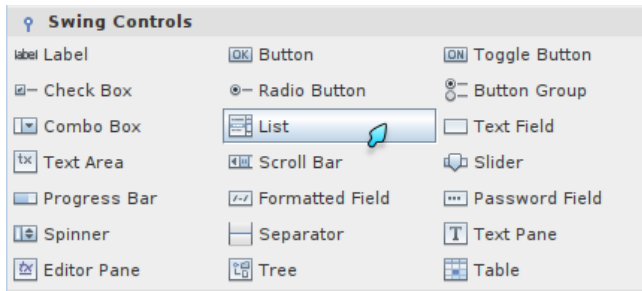 Swing Controls
label Label OK Button ON Toggle Button
Check Box Radio Button Button Group
Combo Box List Text Field
tx Text Area Scroll Bar Slider
Progress Bar Formatted Field Password Field
Spinner Separator T Text Pane
tx Editor Pane Tree Table